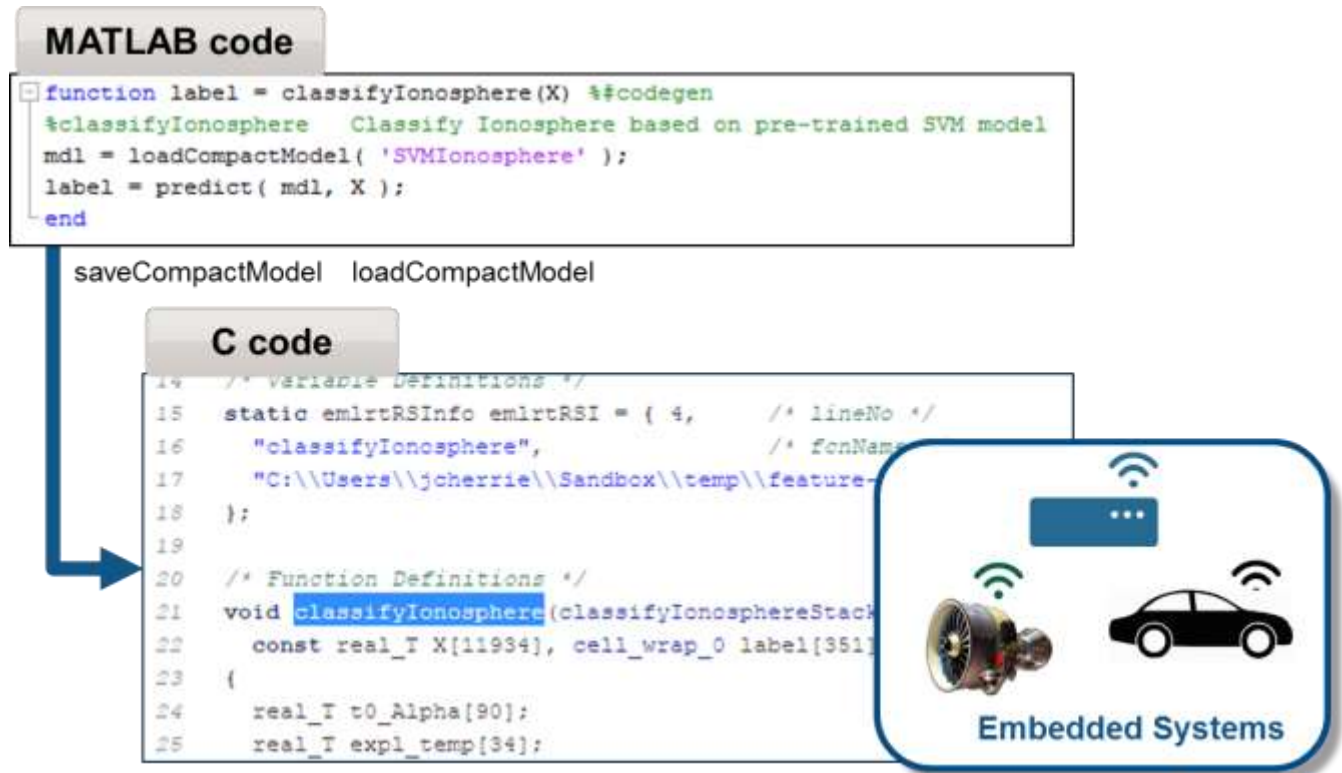 MATLAB code
function label = classifyIonosphere(X) %#codegen
%classifyIonosphere   Classify Ionosphere based on pre-trained SVM model
mdl = loadCompactModel( 'SVMIonosphere' );
label = predict( mdl, X );
end
saveCompactModel    loadCompactModel
C code
14    /* Variable Definitions */
15    static emlrtRSInfo emlrtRSI = { 4,        /* lineNo */
16      "classifyIonosphere",                   /* fcnName
17      "C:\\Users\\jcherrie\\Sandbox\\temp\\feature-
18    };
19
20    /* Function Definitions */
21    void classifyIonosphere(classifyIonosphereStack
22      const real_T X[11934], cell_wrap_0 label[351]
23    {
24      real_T t0_Alpha[90];
25      real_T expl_temp[34];
Embedded Systems